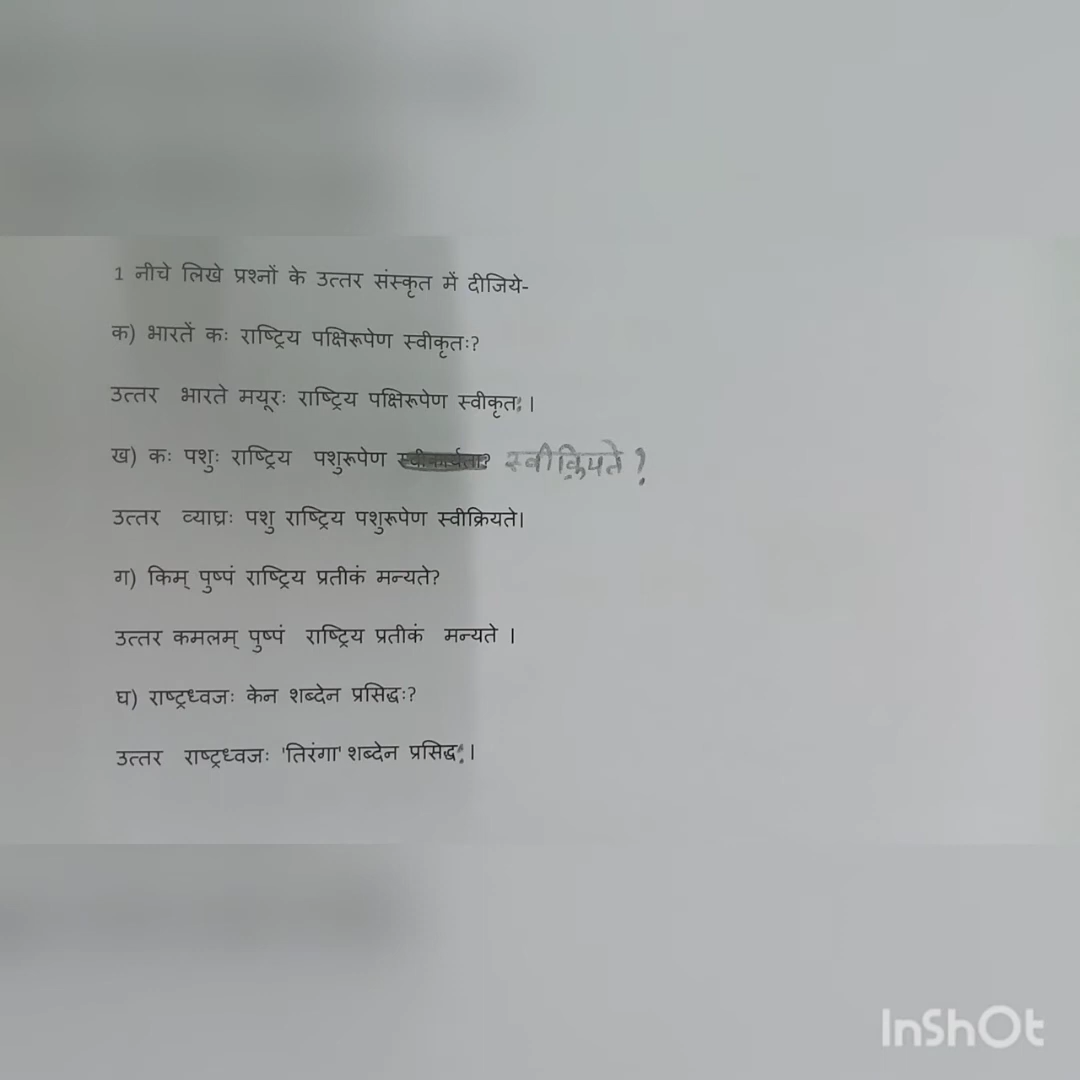 1 नीचे लिखे प्रश्नों के उत्तर संस्कृत में दीजिये-
क) भारतें कः राष्ट्रिय पक्षिरूपेण स्वीकृतः?
उत्तर भारते मयूरः राष्ट्रिय पक्षिरूपेण स्वीकृतः ।
ख) कः पशुः राष्ट्रिय पशुरूपेण स्वीक्रियते?
उत्तर व्याघ्रः पशु राष्ट्रिय पशुरूपेण स्वीक्रियते।
ग) किम् पुष्पं राष्ट्रिय प्रतीकं मन्यते?
उत्तर कमलम् पुष्पं राष्ट्रिय प्रतीकं मन्यते ।
घ) राष्ट्रध्वजः केन शब्देन प्रसिद्धः?
उत्तर राष्ट्रध्वजः 'तिरंगा' शब्देन प्रसिद्धः ।
InShOt